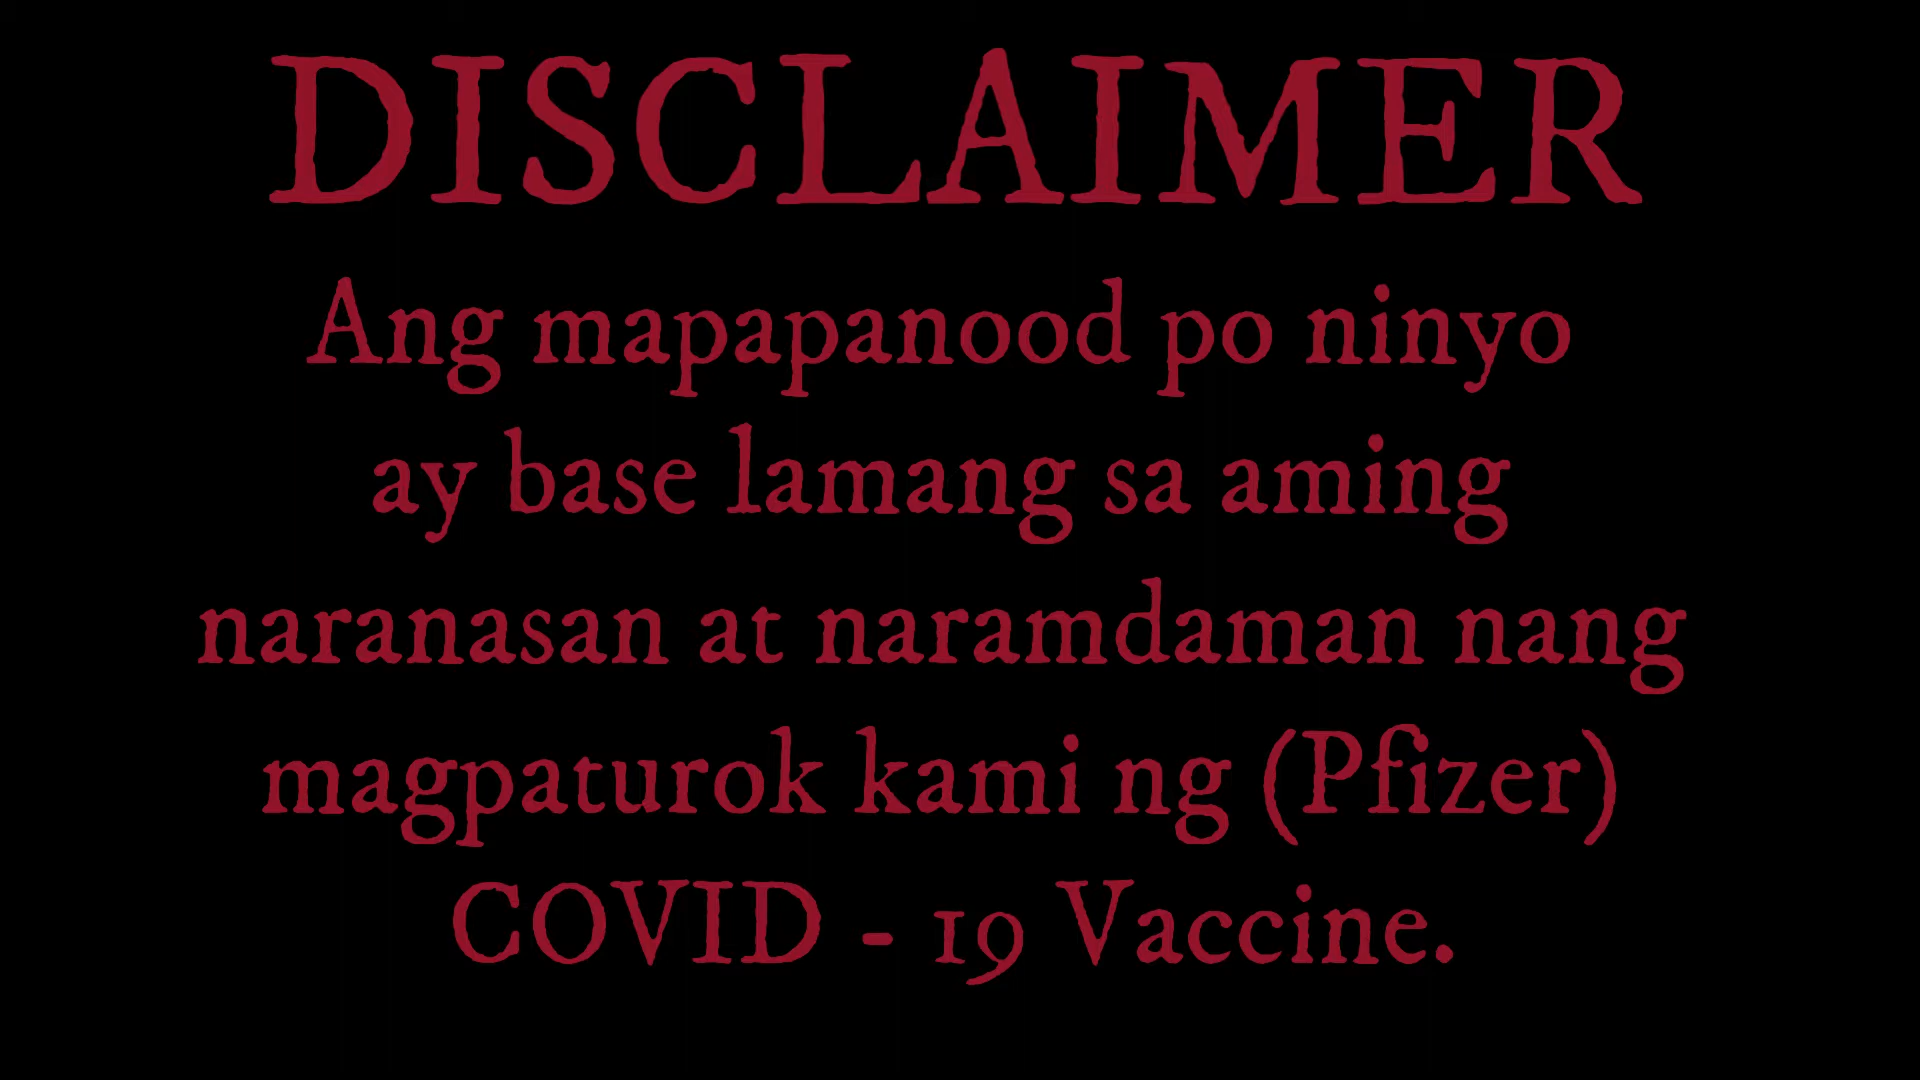 DISCLAIMER
Ang mapapanood po ninyo
ay base lamang sa aming
naranasan at naramdaman nang
magpaturok kami ng (Pfizer)
COVID - 19 Vaccine.